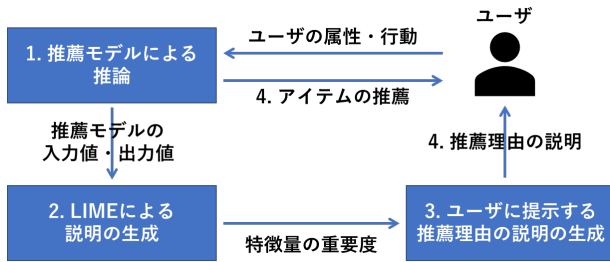 ユーザ
ユーザの属性・行動
1. 推薦モデルによる
推論
4. アイテムの推薦
推薦モデルの
入力値・出力値
4. 推薦理由の説明
2. LIMEによる
説明の生成
特徴量の重要度
3. ユーザに提示する
推薦理由の説明の生成